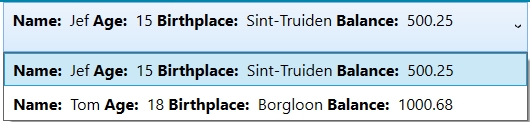 Name: Jef Age: 15 Birthplace: Sint-Truiden Balance: 500.25
Name: Jef Age: 15 Birthplace: Sint-Truiden Balance: 500.25
Name: Tom Age: 18 Birthplace: Borgloon Balance: 1000.68